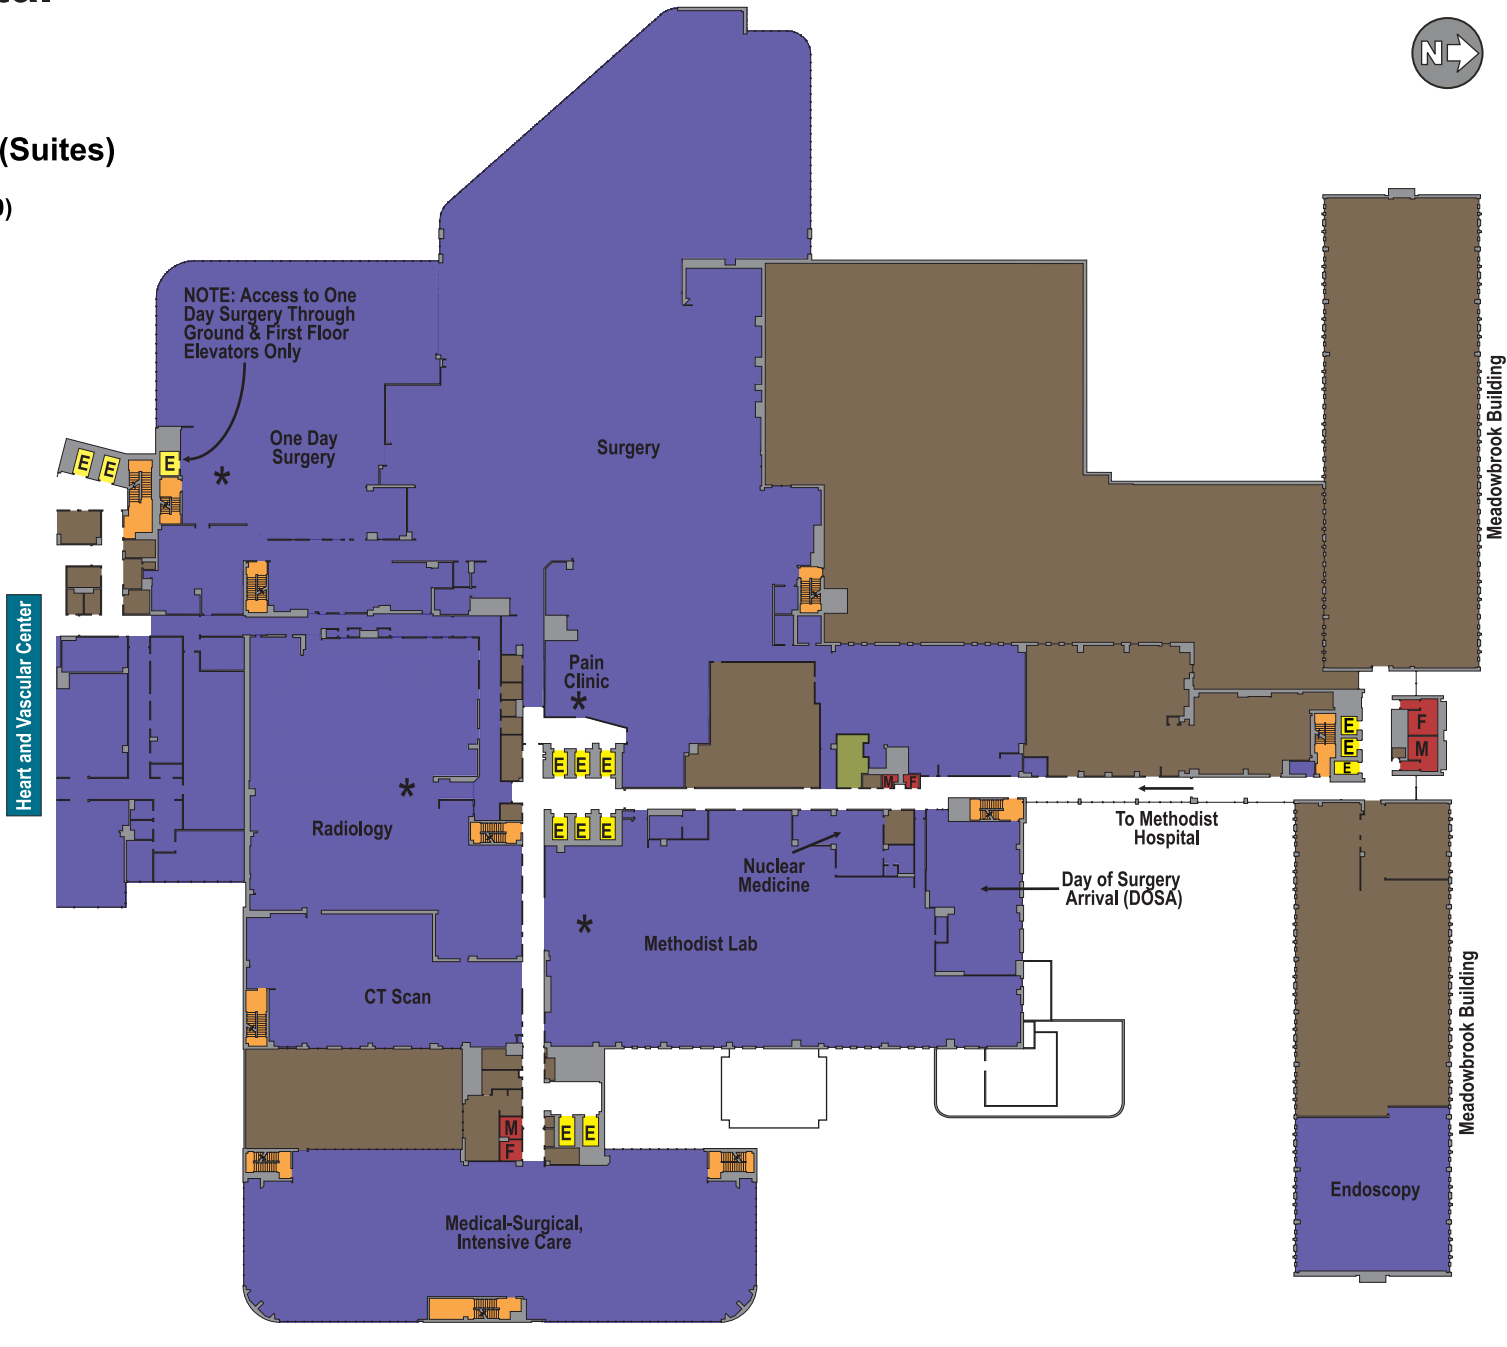 N
(Suites)
NOTE: Access to One
Day Surgery Through
Ground & First Floor
Elevators Only
One Day
Surgery
*
Surgery
E
E
E
Meadowbrook Building
Heart and Vascular Center
Pain
Clinic
*
E
E
E
E
E
E
F
M
M
F
*
Radiology
E
E
E
To Methodist
Hospital
Nuclear
Medicine
Day of Surgery
Arrival (DOSA)
*
Methodist Lab
CT Scan
Meadowbrook Building
M
F
E
E
Endoscopy
Medical-Surgical,
Intensive Care